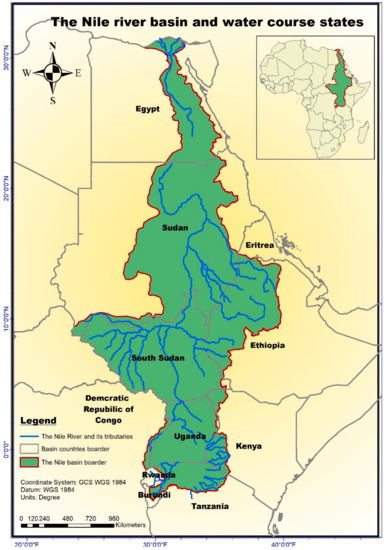 The Nile river basin and water course states
N
W
E
S
30°0'0"N
20°0'0"N
10°0'0"N
0°0'0"
Egypt
Sudan
Eritrea
Ethiopia
South Sudan
Demcratic
Republic of
Congo
Uganda
Kenya
Rwanda
Burundi
Tanzania
Legend
The Nile River and its tributaries
Basin countries boarder
The Nile basin boarder
Coordinate System: GCS WGS 1984
Datum: WGS 1984
Units: Degree
0 120 240 480 720 960
Kilometers
20°0'0"E
30°0'0"E
40°0'0"E